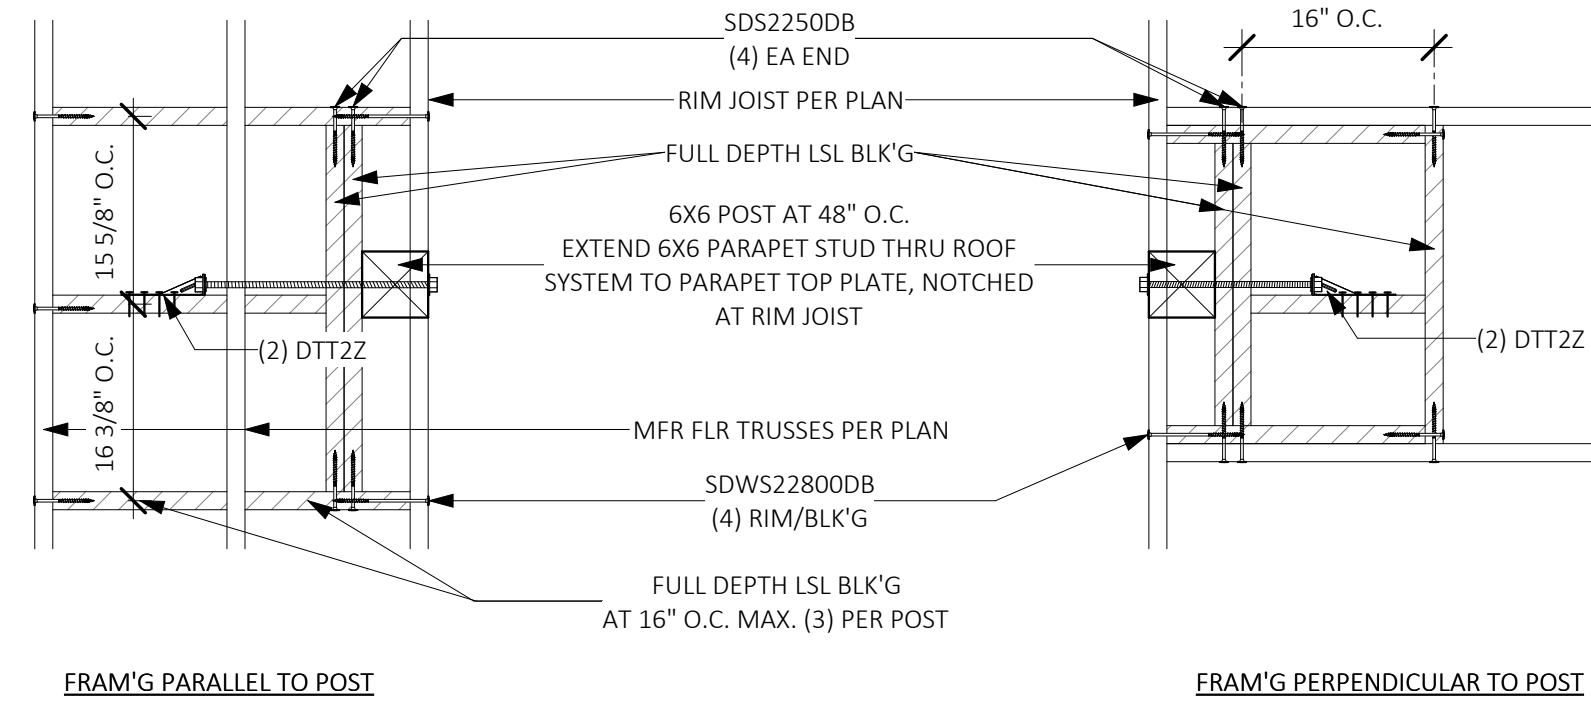 SDS2250DB
(4) EA END
16" O.C.
RIM JOIST PER PLAN
FULL DEPTH LSL BLK'G
15 5/8" O.C.
6X6 POST AT 48" O.C.
EXTEND 6X6 PARAPET STUD THRU ROOF
SYSTEM TO PARAPET TOP PLATE, NOTCHED
AT RIM JOIST
(2) DTT2Z
(2) DTT2Z
16 3/8" O.C.
MFR FLR TRUSSES PER PLAN
SDWS22800DB
(4) RIM/BLK'G
FULL DEPTH LSL BLK'G
AT 16" O.C. MAX. (3) PER POST
FRAM'G PARALLEL TO POST
FRAM'G PERPENDICULAR TO POST